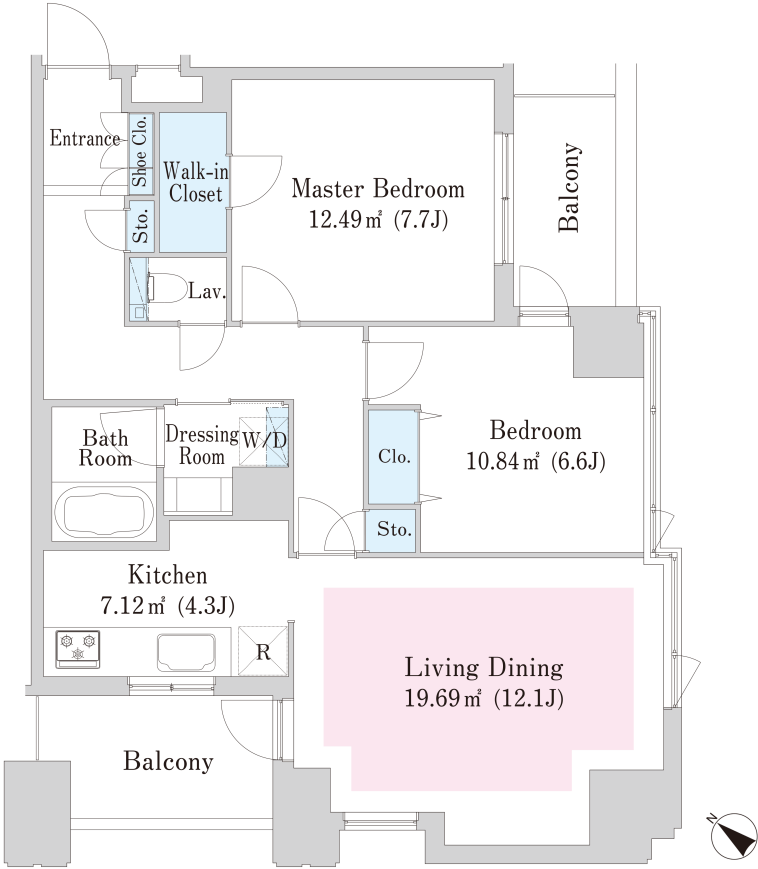 Entrance
Shoe Clo.
Walk-in
Closet
Master Bedroom
12.49㎡ (7.7J)
Balcony
Sto.
Lav.
Bath
Room
Dressing
Room
W/D
Clo.
Bedroom
10.84㎡ (6.6J)
Sto.
Kitchen
7.12㎡ (4.3J)
R
Living Dining
19.69㎡ (12.1J)
Balcony
N